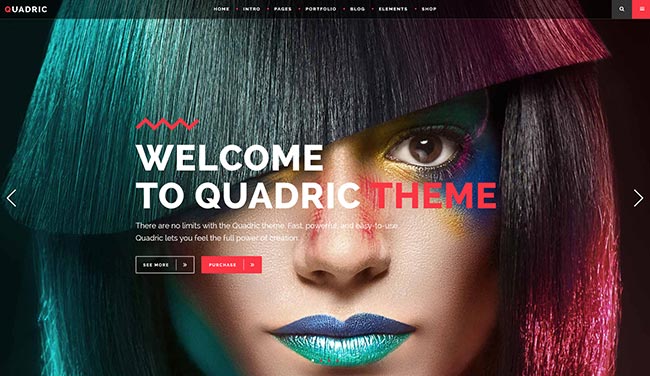 QUADRIC
HOME INTRO PAGES PORTFOLIO BLOG ELEMENTS SHOP
WELCOME
TO QUADRIC THEME
There are no limits with the Quadric theme. Fast, powerful, and easy-to-use.
Quadric lets you feel the full power of creation.
SEE MORE PURCHASE